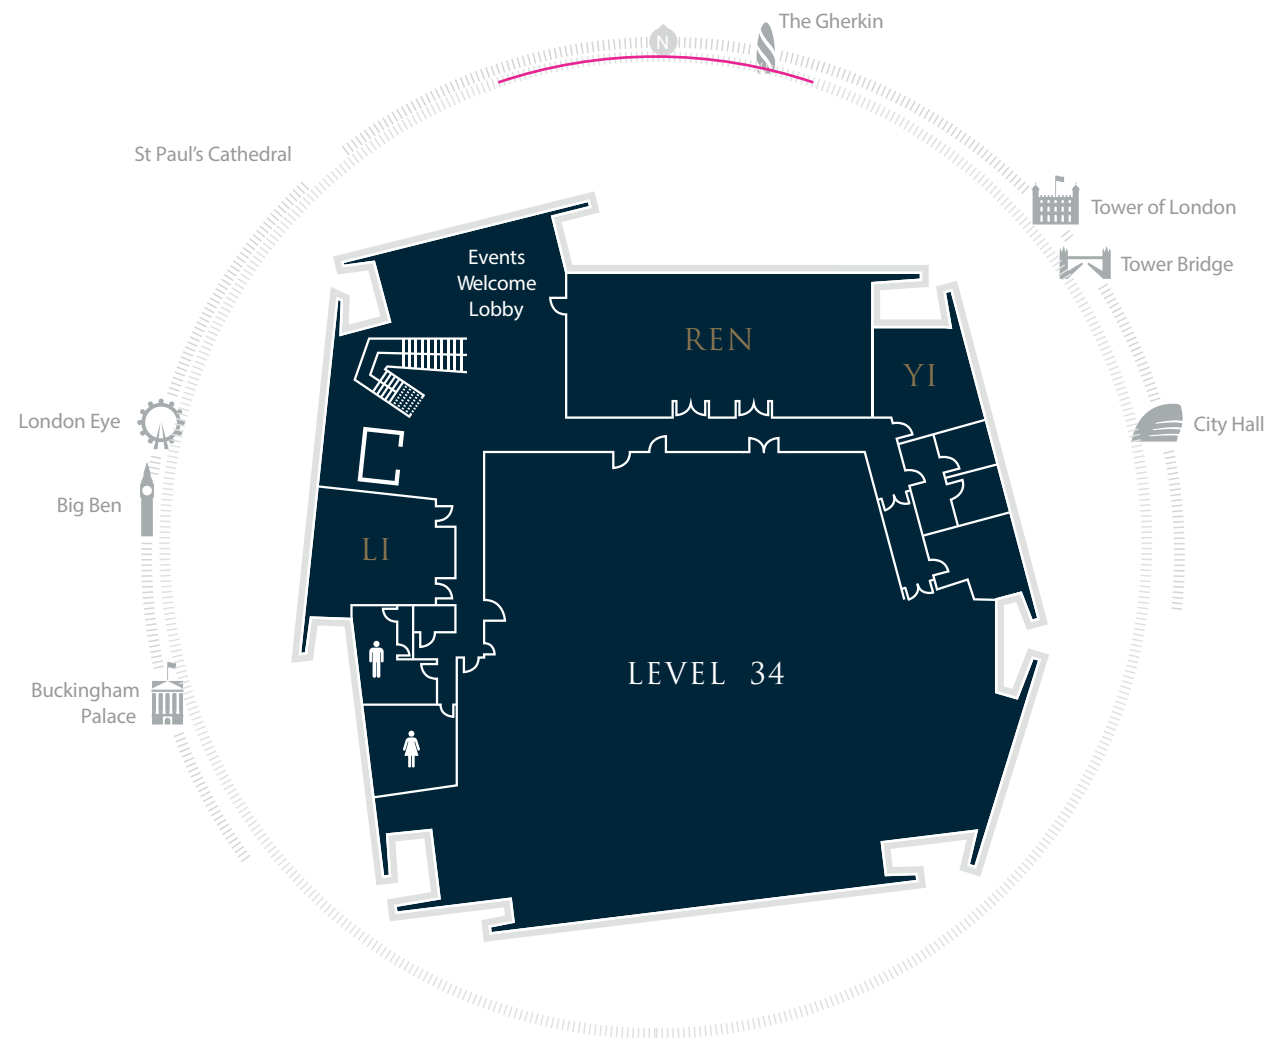 The Gherkin
N
St Paul's Cathedral
Tower of London
Tower Bridge
Events
Welcome
Lobby
REN
YI
London Eye
City Hall
Big Ben
LI
LEVEL 34
Buckingham
Palace